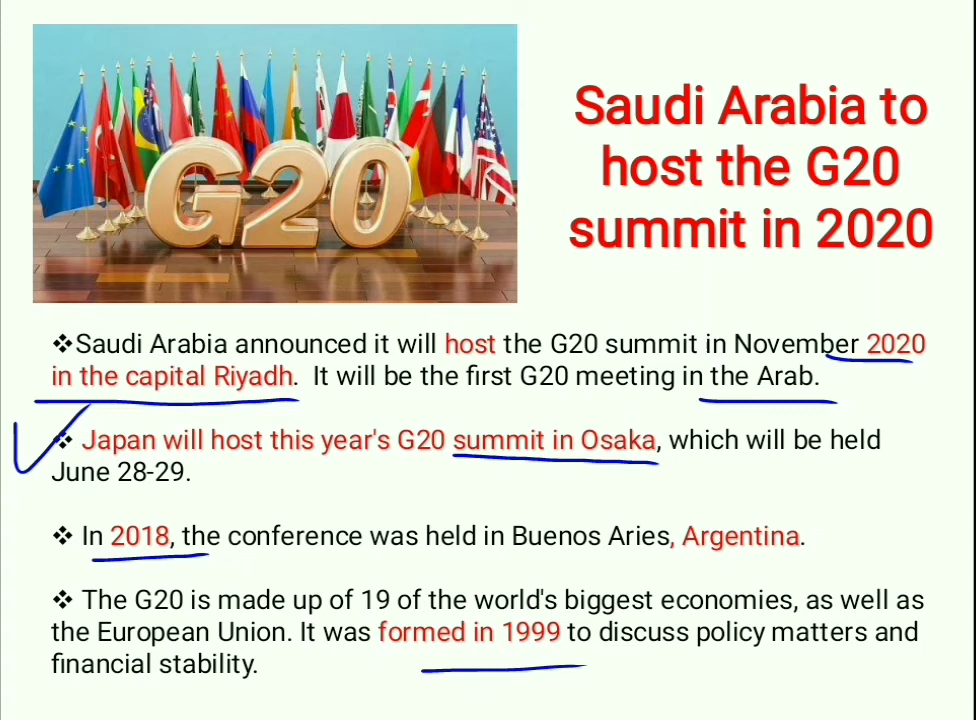 G20
Saudi Arabia to
host the G20
summit in 2020
❖Saudi Arabia announced it will host the G20 summit in November 2020
in the capital Riyadh. It will be the first G20 meeting in the Arab.
❖ Japan will host this year's G20 summit in Osaka, which will be held
June 28-29.
❖ In 2018, the conference was held in Buenos Aries, Argentina.
❖ The G20 is made up of 19 of the world's biggest economies, as well as
the European Union. It was formed in 1999 to discuss policy matters and
financial stability.